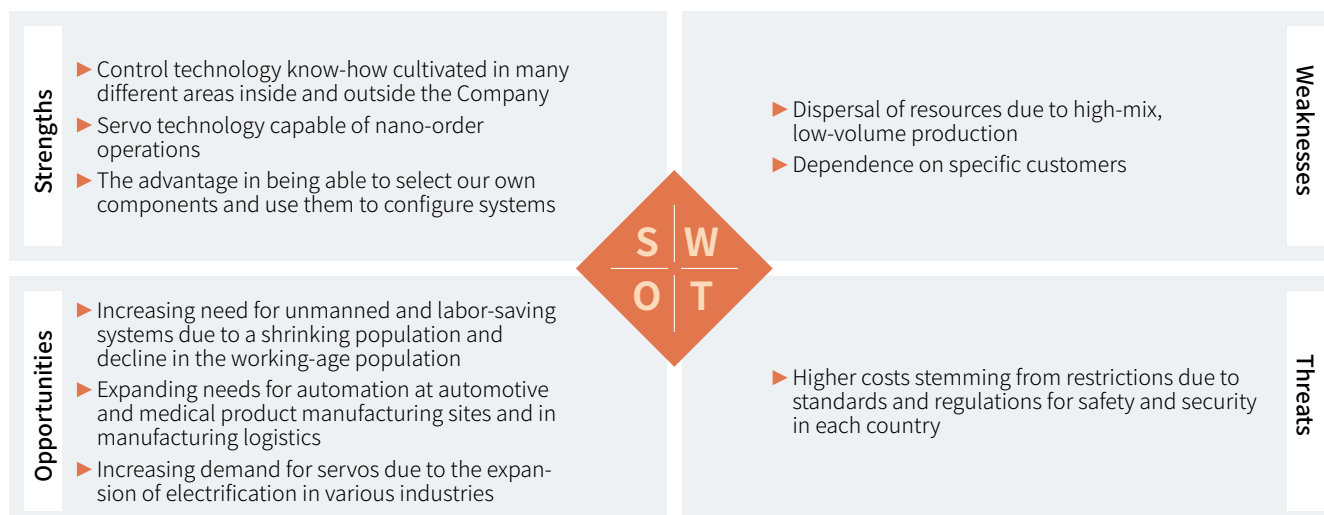 Strengths
▶ Control technology know-how cultivated in many
different areas inside and outside the Company
▶ Servo technology capable of nano-order
operations
▶ The advantage in being able to select our own
components and use them to configure systems
Weaknesses
▶ Dispersal of resources due to high-mix,
low-volume production
▶ Dependence on specific customers
S W
O T
Opportunities
▶ Increasing need for unmanned and labor-saving
systems due to a shrinking population and
decline in the working-age population
▶ Expanding needs for automation at automotive
and medical product manufacturing sites and in
manufacturing logistics
▶ Increasing demand for servos due to the expan-
sion of electrification in various industries
Threats
▶ Higher costs stemming from restrictions due to
standards and regulations for safety and security
in each country